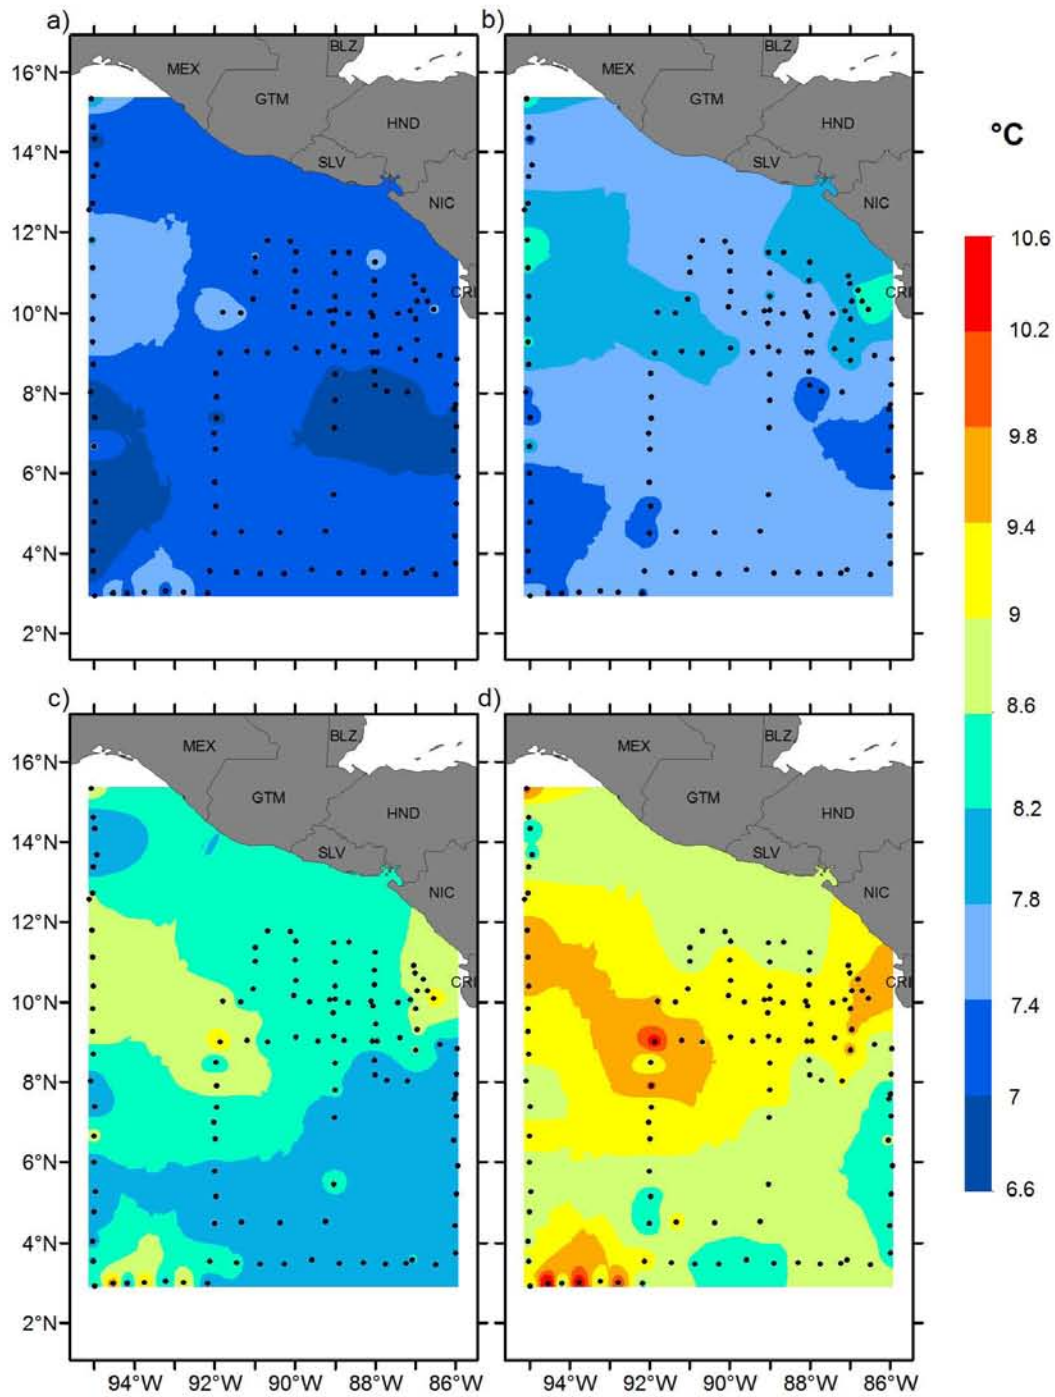 a)
b)
BLZ
MEX
GTM
HND
SLV
NIC
CRI
16°N
14°N
12°N
10°N
8°N
6°N
4°N
2°N
BLZ
MEX
GTM
HND
SLV
NIC
CRI
°C
10.6
10.2
9.8
9.4
9
8.6
8.2
7.8
7.4
7
6.6
c)
d)
BLZ
MEX
GTM
HND
SLV
NIC
CRI
16°N
14°N
12°N
10°N
8°N
6°N
4°N
2°N
BLZ
MEX
GTM
HND
SLV
NIC
CRI
94°W 92°W 90°W 88°W 86°W
94°W 92°W 90°W 88°W 86°W